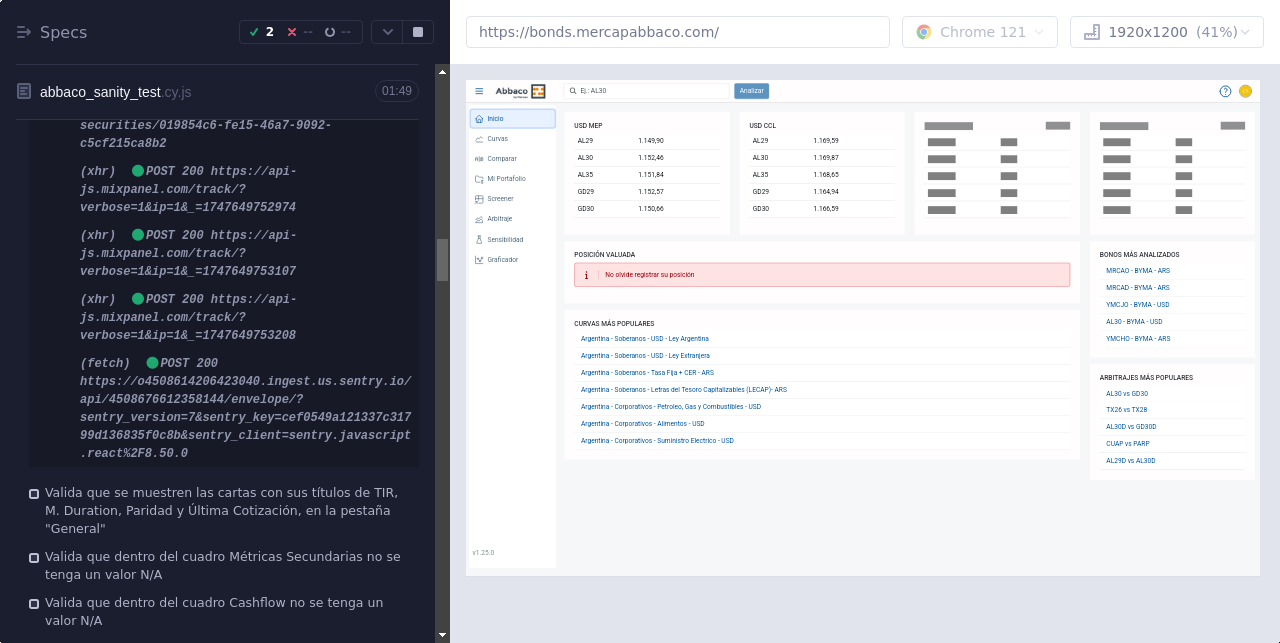 Specs
2
--
--
https://bonds.mercapabbaco.com/
Chrome 121
1920x1200 (41%)
abbaco_sanity_test.cy.js
01:49
securities/019854c6-fe15-46a7-9092-
c5cf215ca8b2
(xhr) POST 200 https://api-
js.mixpanel.com/track/?
verbose=1&ip=1&_=1747649752974
(xhr) POST 200 https://api-
js.mixpanel.com/track/?
verbose=1&ip=1&_=1747649753107
(xhr) POST 200 https://api-
js.mixpanel.com/track/?
verbose=1&ip=1&_=1747649753208
(fetch) POST 200
https://o4508614206423040.ingest.us.sentry.io/
api/4508676612358144/envelope/?
sentry_version=7&sentry_key=cef0549a121337c317
99d136835f0c8b&sentry_client=sentry.javascript
.react%2F8.50.0
Valida que se muestren las cartas con sus títulos de TIR,
M. Duration, Paridad y Última Cotización, en la pestaña
"General"
Valida que dentro del cuadro Métricas Secundarias no se
tenga un valor N/A
Valida que dentro del cuadro Cashflow no se tenga un
valor N/A
Abbaco
Ej.: AL30
Analizar
Inicio
Curvas
Comparar
Mi Portafolio
Screener
Arbitraje
Sensibilidad
Graficador
v1.25.0
USD MEP
AL29 1.149,90
AL30 1.152,46
AL35 1.151,84
GD29 1.152,57
GD30 1.150,66
USD CCL
AL29 1.169,59
AL30 1.169,87
AL35 1.168,65
GD29 1.164,94
GD30 1.166,59
POSICIÓN VALUADA
No olvide registrar su posición
CURVAS MÁS POPULARES
Argentina - Soberanos - USD - Ley Argentina
Argentina - Soberanos - USD - Ley Extranjera
Argentina - Soberanos - Tasa Fija + CER - ARS
Argentina - Soberanos - Letras del Tesoro Capitalizables (LECAP)- ARS
Argentina - Corporativos - Petroleo, Gas y Combustibles - USD
Argentina - Corporativos - Alimentos - USD
Argentina - Corporativos - Suministro Electrico - USD
BONOS MÁS ANALIZADOS
MRCAO - BYMA - ARS
MRCAD - BYMA - ARS
YMCJO - BYMA - USD
AL30 - BYMA - USD
YMCHO - BYMA - ARS
ARBITRAJES MÁS POPULARES
AL30 vs GD30
TX26 vs TX28
AL30D vs GD30D
CUAP vs PARP
AL29D vs AL30D